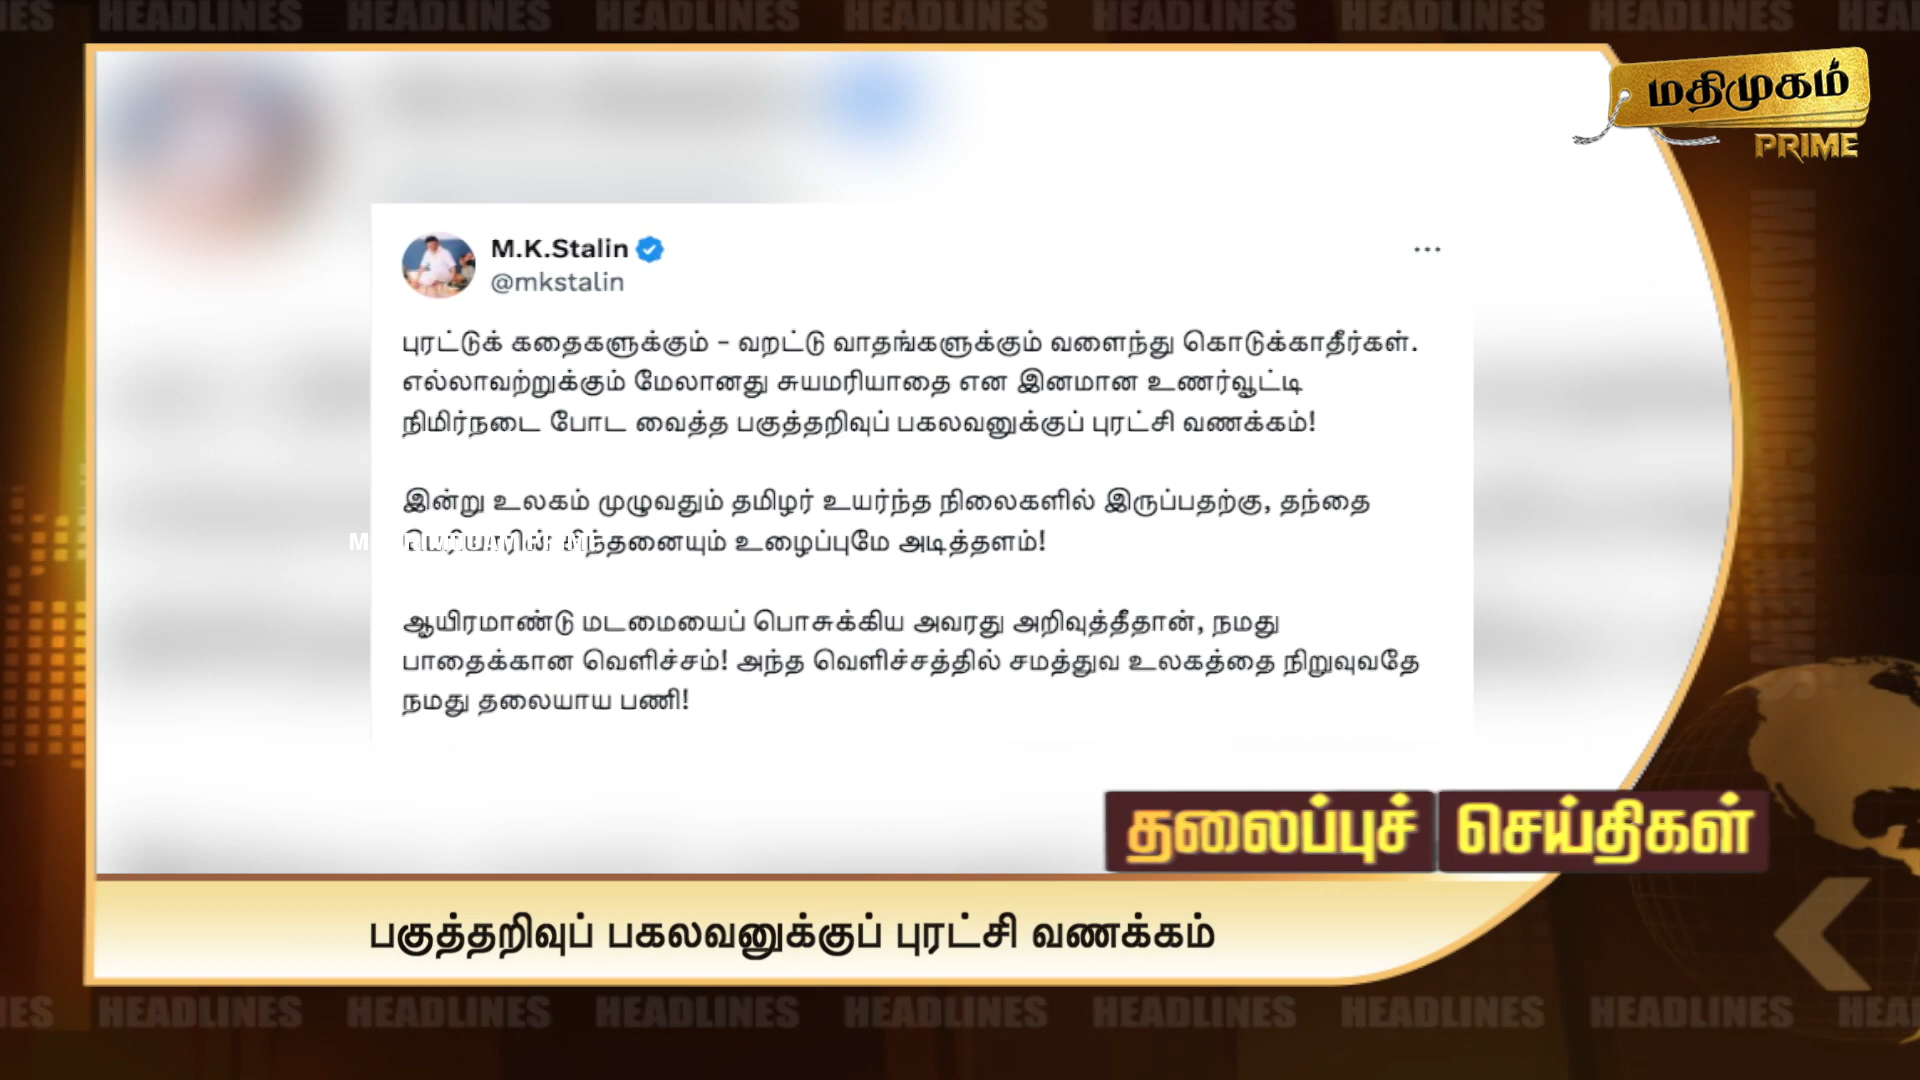 HEADLINES HEADLINES HEADLINES HEADLINES HEADLINES HEADLINES HEADLINES
மதிமுகம்
PRIME
M.K.Stalin
@mkstalin
புரட்டுக் கதைகளுக்கும் - வறட்டு வாதங்களுக்கும் வளைந்து கொடுக்காதீர்கள்.
எல்லாவற்றுக்கும் மேலானது சுயமரியாதை என இனமான உணர்வூட்டி
நிமிர்நடை போட வைத்த பகுத்தறிவுப் பகலவனுக்குப் புரட்சி வணக்கம்!
இன்று உலகம் முழுவதும் தமிழர் உயர்ந்த நிலைகளில் இருப்பதற்கு, தந்தை
உழைப்புமே அடித்தளம்!
ஆயிரமாண்டு மடமையைப் பொசுக்கிய அவரது அறிவுத்தீதான், நமது
பாதைக்கான வெளிச்சம்! அந்த வெளிச்சத்தில் சமத்துவ உலகத்தை நிறுவுவதே
நமது தலையாய பணி!
தலைப்புச் செய்திகள்
பகுத்தறிவுப் பகலவனுக்குப் புரட்சி வணக்கம்
HEADLINES HEADLINES HEADLINES HEADLINES HEADLINES HEADLINES HEADLINES